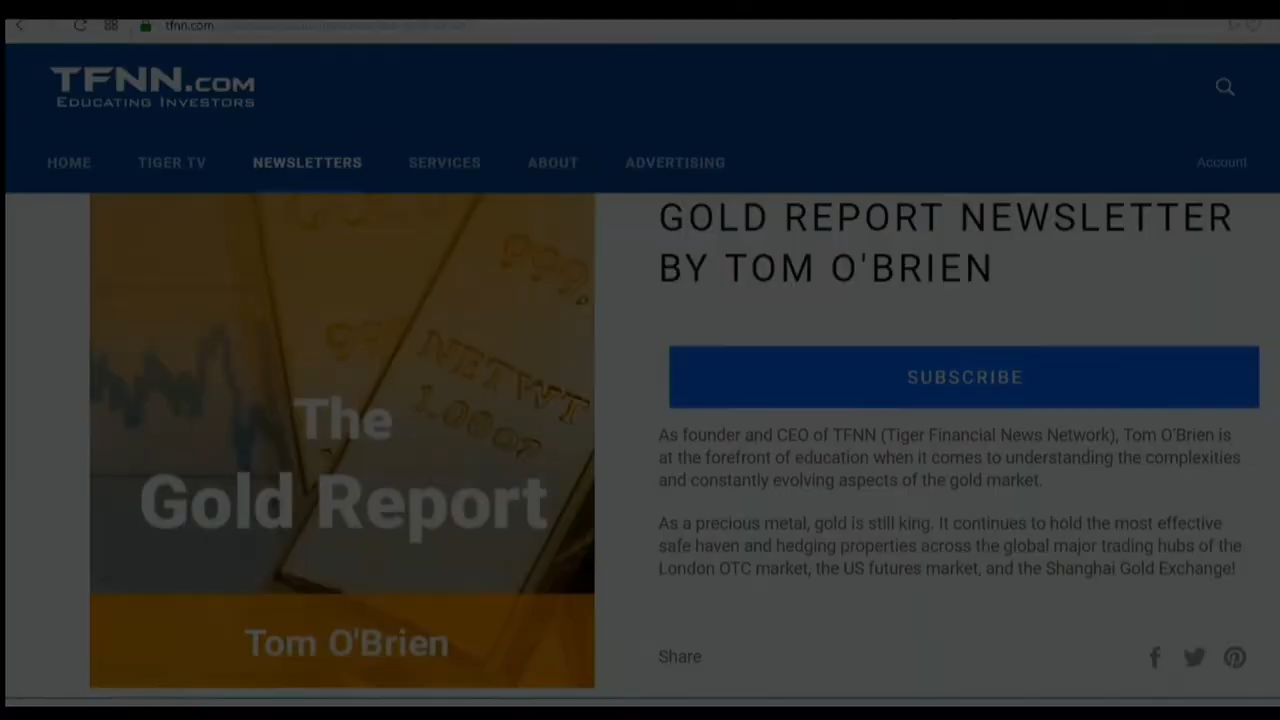 tfnn.com
TFNN.COM
EDUCATING INVESTORS
HOME TIGER TV NEWSLETTERS SERVICES ABOUT ADVERTISING Account
GOLD REPORT NEWSLETTER
BY TOM O'BRIEN
SUBSCRIBE
999.
NETWT
1.00oz
The
Gold Report
Tom O'Brien
As founder and CEO of TFNN (Tiger Financial News Network), Tom O'Brien is
at the forefront of education when it comes to understanding the complexities
and constantly evolving aspects of the gold market.
As a precious metal, gold is still king. It continues to hold the most effective
safe haven and hedging properties across the global major trading hubs of the
London OTC market, the US futures market, and the Shanghai Gold Exchange!
Share